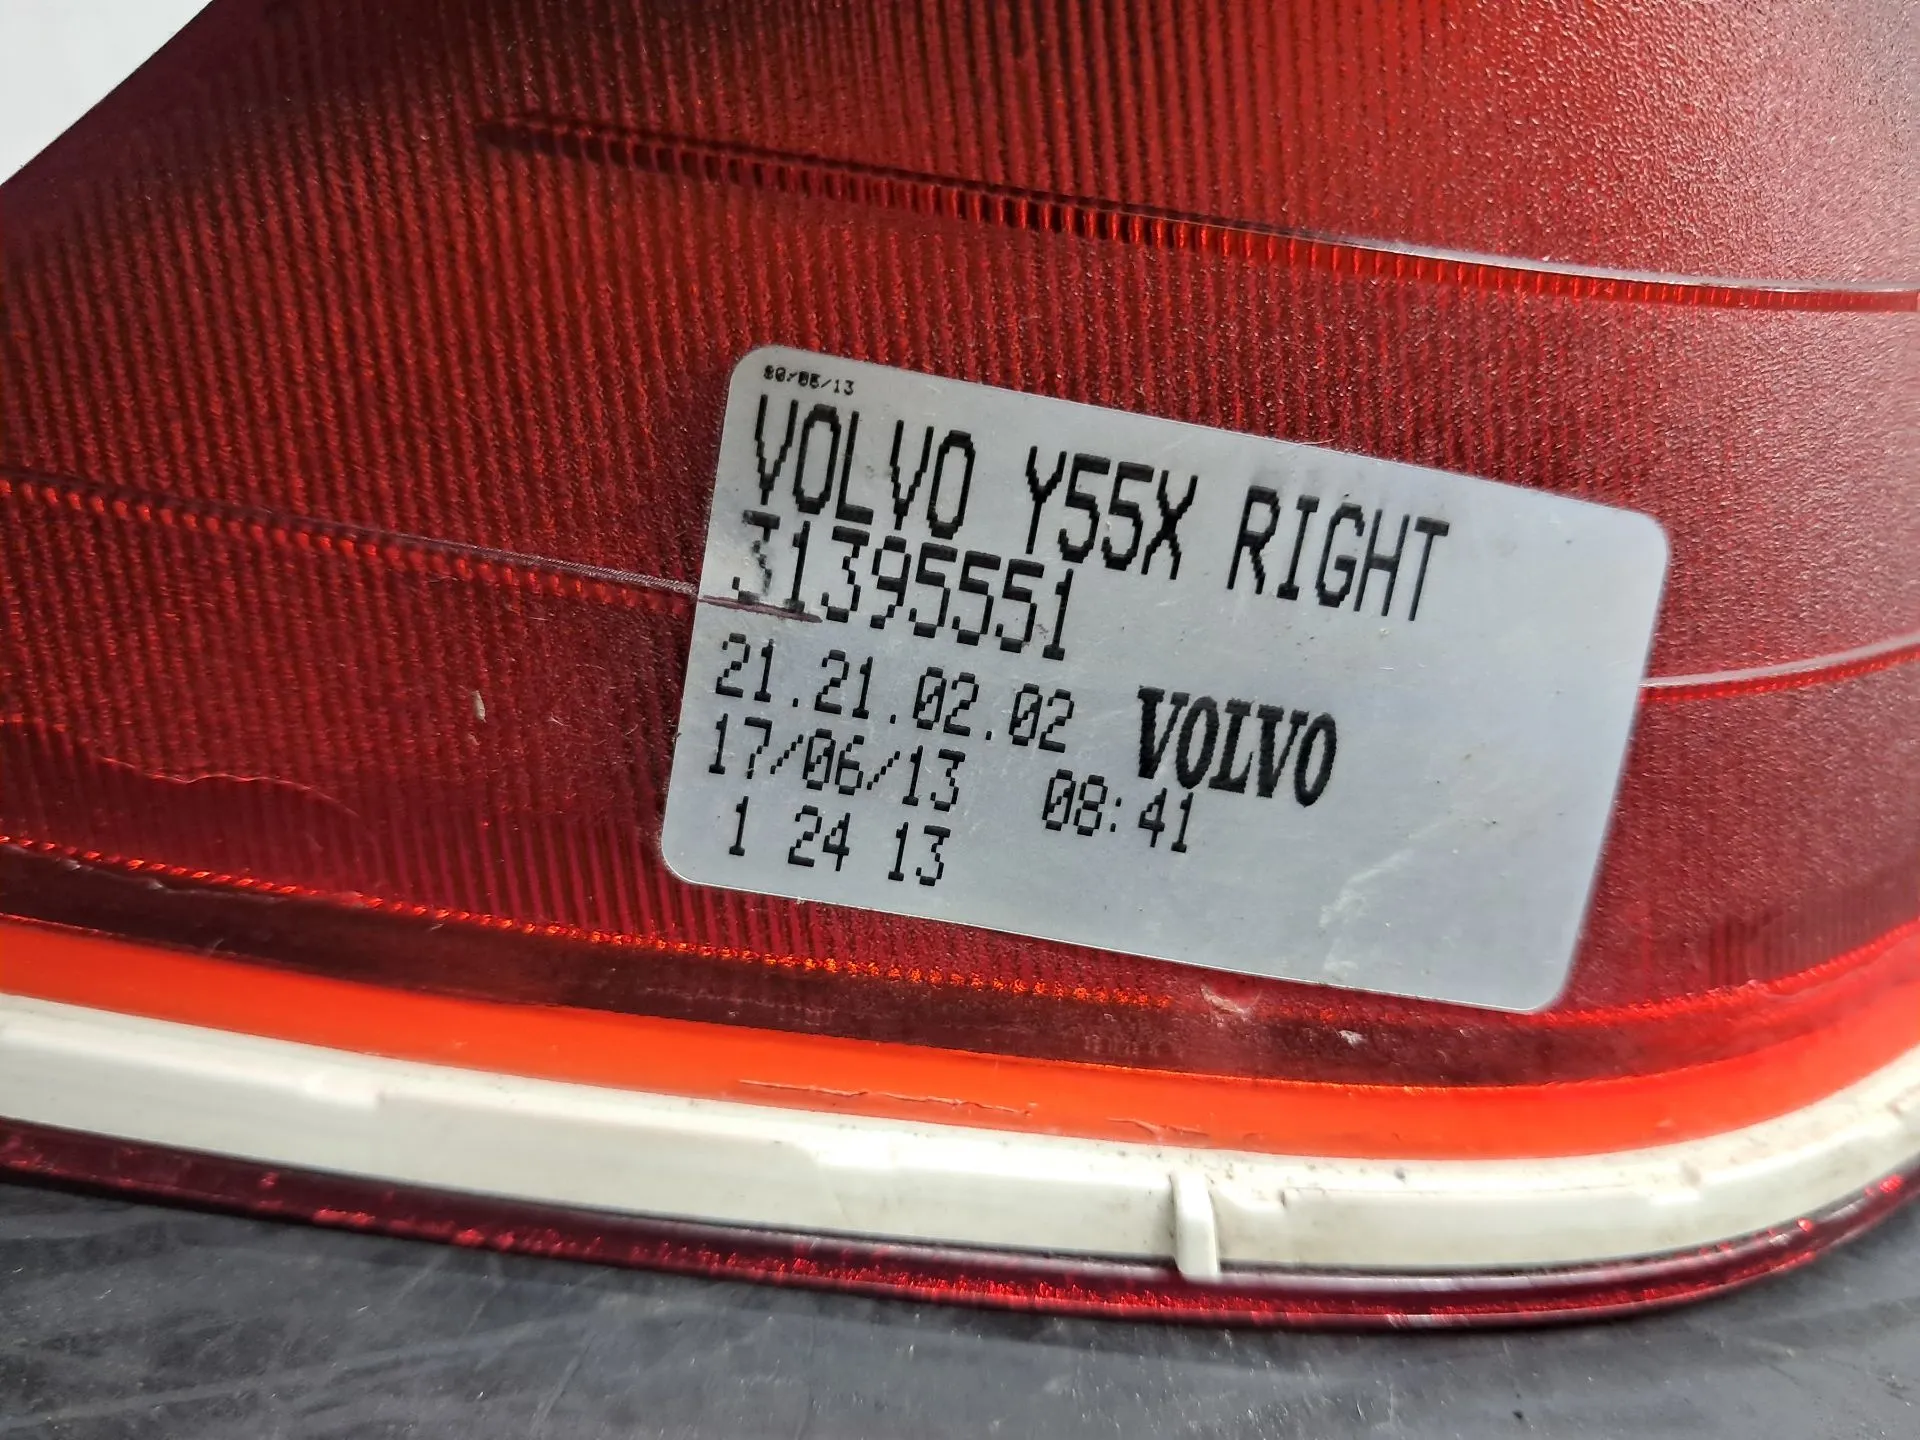 VOLVO Y55X RIGHT
31395551
21.21.02.02
VOLVO
17/06/13 08:41
1 24 13